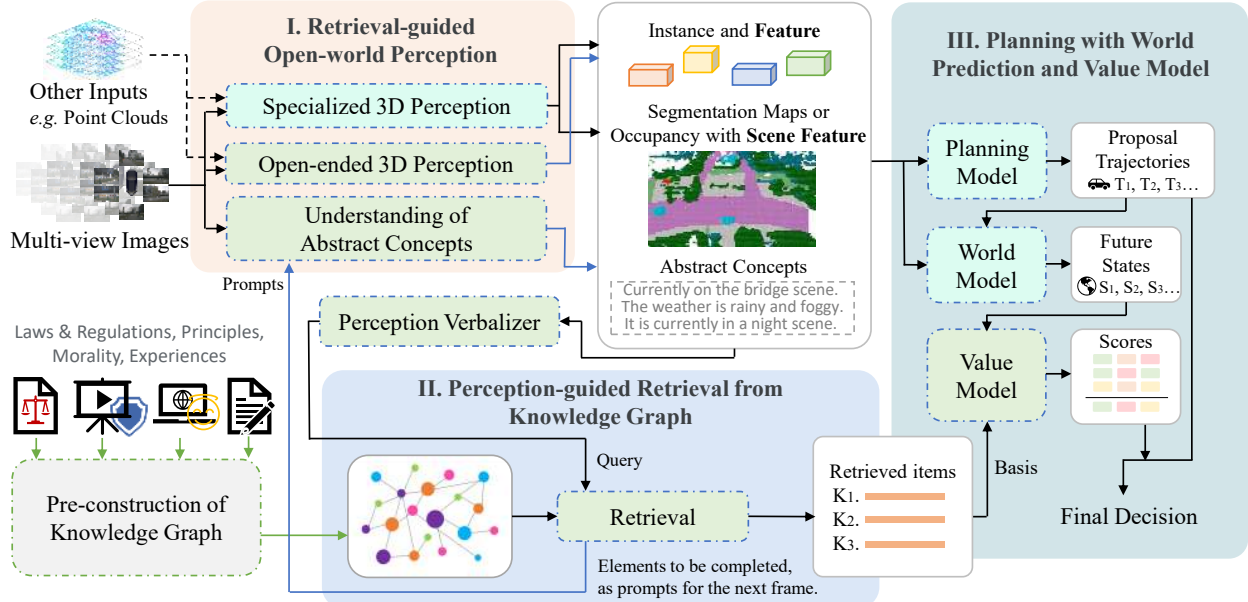 I. Retrieval-guided
Open-world Perception
Other Inputs
e.g. Point Clouds
Multi-view Images
Specialized 3D Perception
Open-ended 3D Perception
Understanding of
Abstract Concepts
Prompts
Instance and Feature
Segmentation Maps or
Occupancy with Scene Feature
Abstract Concepts
Currently on the bridge scene.
The weather is rainy and foggy.
It is currently in a night scene.
Perception Verbalizer
Laws & Regulations, Principles,
Morality, Experiences
Pre-construction of
Knowledge Graph
II. Perception-guided Retrieval from
Knowledge Graph
Query
Retrieval
Elements to be completed,
as prompts for the next frame.
Retrieved items
K1.
K2.
K3.
Basis
III. Planning with World
Prediction and Value Model
Planning
Model
Proposal
Trajectories
T1, T2, T3...
World
Model
Future
States
S1, S2, S3...
Value
Model
Scores
Final Decision